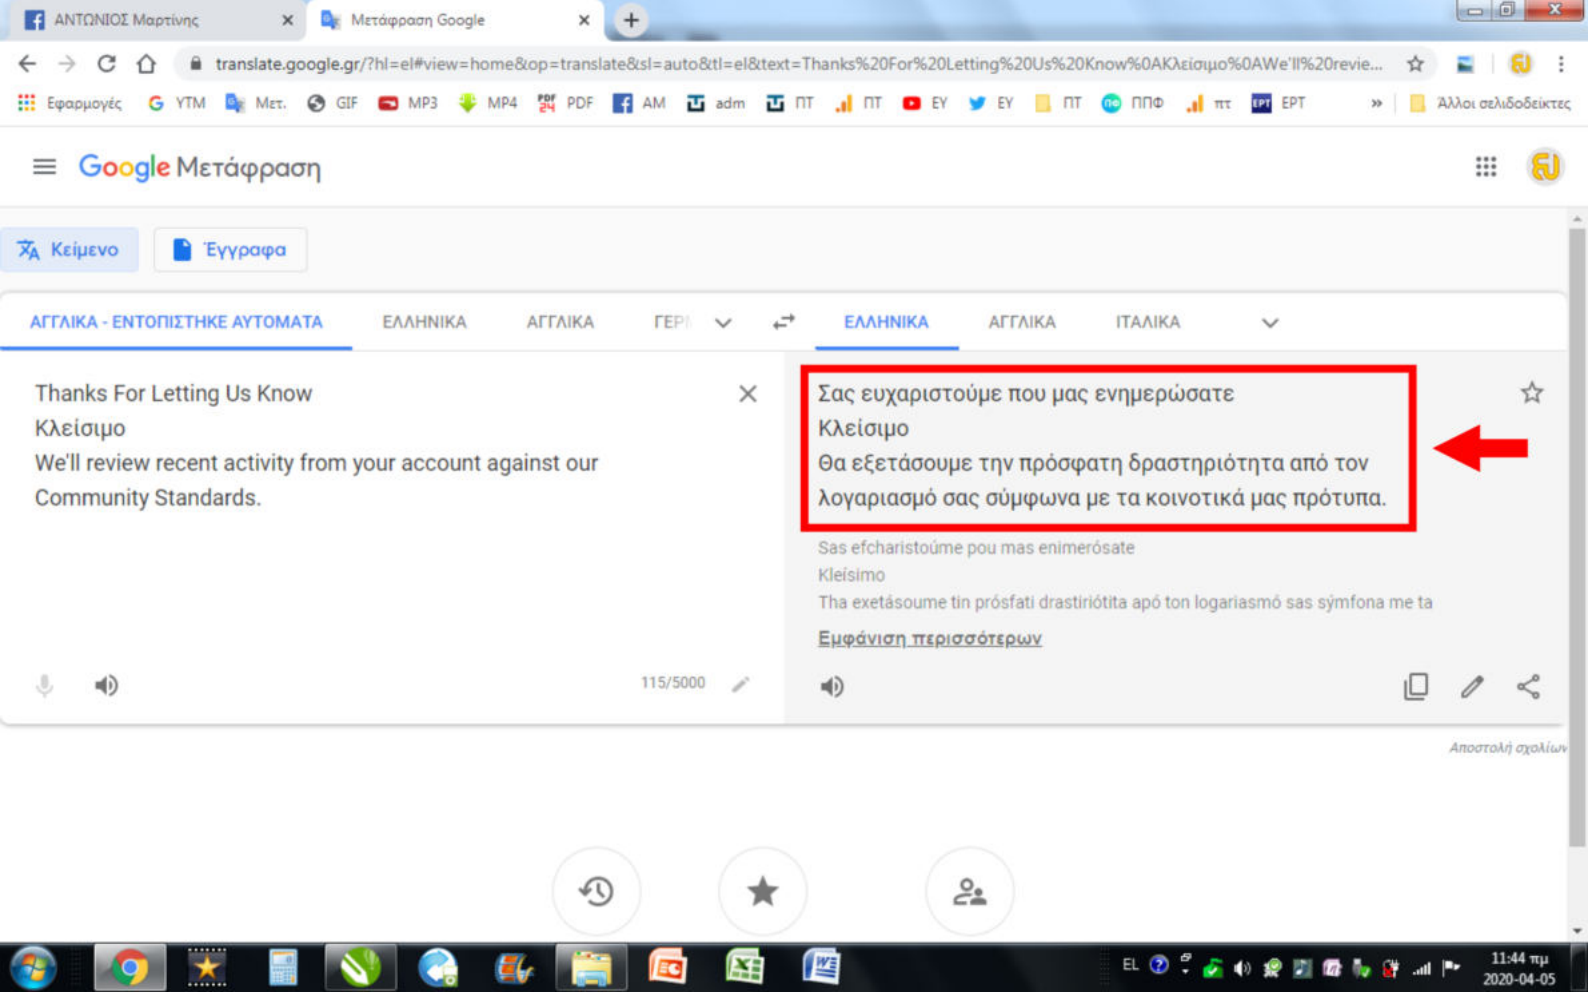 ΑΝΤΩΝΙΟΣ Μαρτίνης
Μετάφραση Google
translate.google.gr/?hl=el#view=home&op=translate&sl=auto&tl=el&text=Thanks%20For%20Letting%20Us%20Know%0AΚλείσιμο%0AWe'll%20revie...
Εφαρμογές YTM Μετ. GIF MP3 MP4 PDF AM adm ΠΤ ΠΤ EY EY ΠΤ ΠΠΦ πτ ΕΡΤ » Άλλοι σελιδοδείκτες
Google Μετάφραση
Κείμενο Έγγραφα
ΑΓΓΛΙΚΑ - ΕΝΤΟΠΙΣΤΗΚΕ ΑΥΤΟΜΑΤΑ ΕΛΛΗΝΙΚΑ ΑΓΓΛΙΚΑ ΓΕΡΜ ΕΛΛΗΝΙΚΑ ΑΓΓΛΙΚΑ ΙΤΑΛΙΚΑ
Thanks For Letting Us Know
Κλείσιμο
We'll review recent activity from your account against our
Community Standards.
115/5000
Σας ευχαριστούμε που μας ενημερώσατε
Κλείσιμο
Θα εξετάσουμε την πρόσφατη δραστηριότητα από τον
λογαριασμό σας σύμφωνα με τα κοινοτικά μας πρότυπα.
Sas efcharistoúme pou mas enimerósate
Kleísimo
Tha exetásoume tin prósfati drastiriótita apó ton logariasmó sas sýmfona me ta
Εμφάνιση περισσότερων
Αποστολή σχολίων
EL
11:44 πμ
2020-04-05